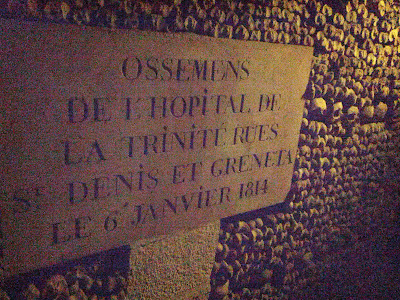 OSSEMENS
DE L'HOPITAL DE
LA TRINITÉ RUES
ST DENIS ET GRENETA
LE 6 JANVIER 1814